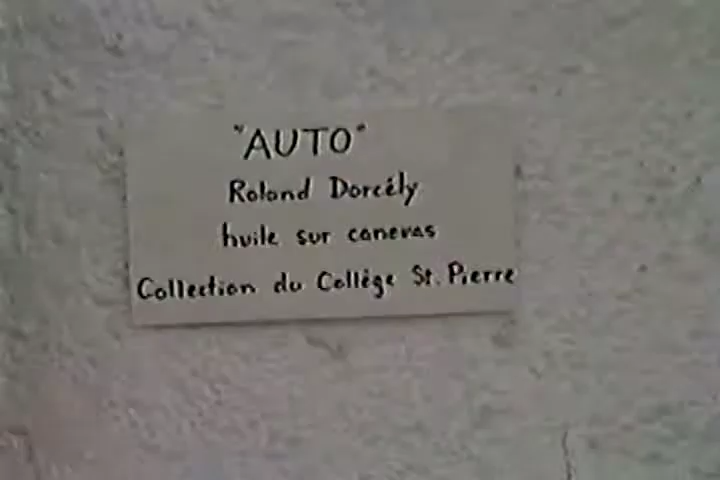 "AUTO"
Roland Dorcély
huile sur canevas
Collection du Collège St. Pierre